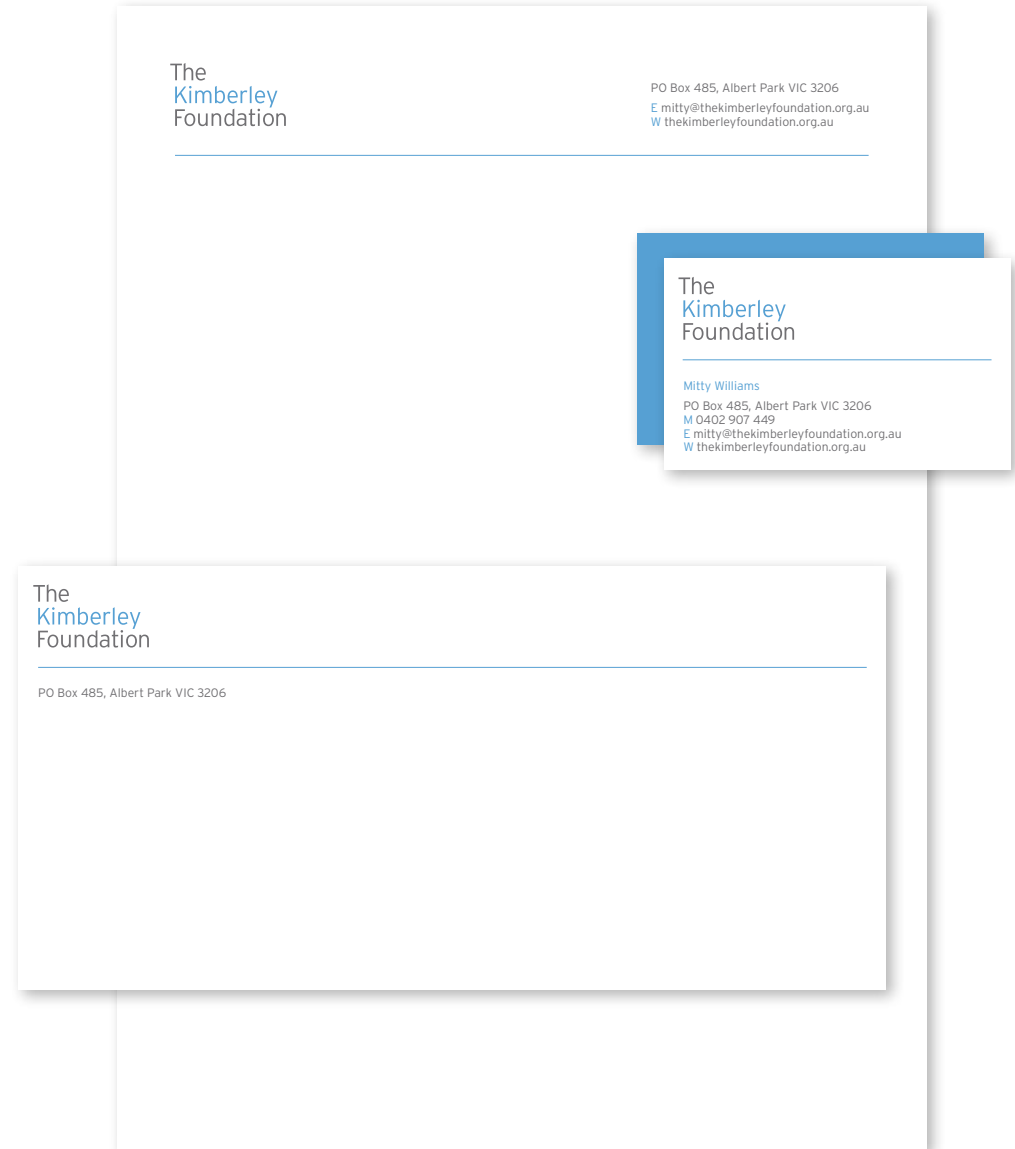 The
Kimberley
Foundation
PO Box 485, Albert Park VIC 3206
E mitty@thekimberleyfoundation.org.au
W thekimberleyfoundation.org.au
The
Kimberley
Foundation
Mitty Williams
PO Box 485, Albert Park VIC 3206
M 0402 907 449
E mitty@thekimberleyfoundation.org.au
W thekimberleyfoundation.org.au
The
Kimberley
Foundation
PO Box 485, Albert Park VIC 3206